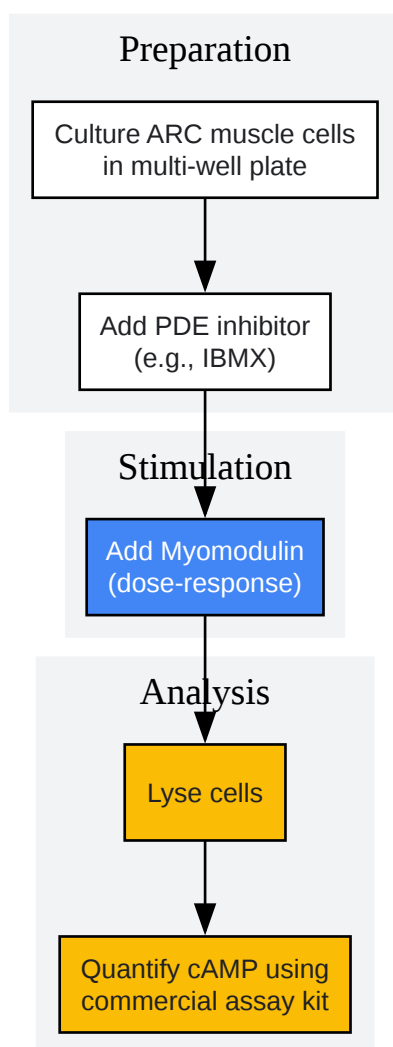 Preparation
Culture ARC muscle cells
in multi-well plate
Add PDE inhibitor
(e.g., IBMX)
Stimulation
Add Myomodulin
(dose-response)
Analysis
Lyse cells
Quantify cAMP using
commercial assay kit